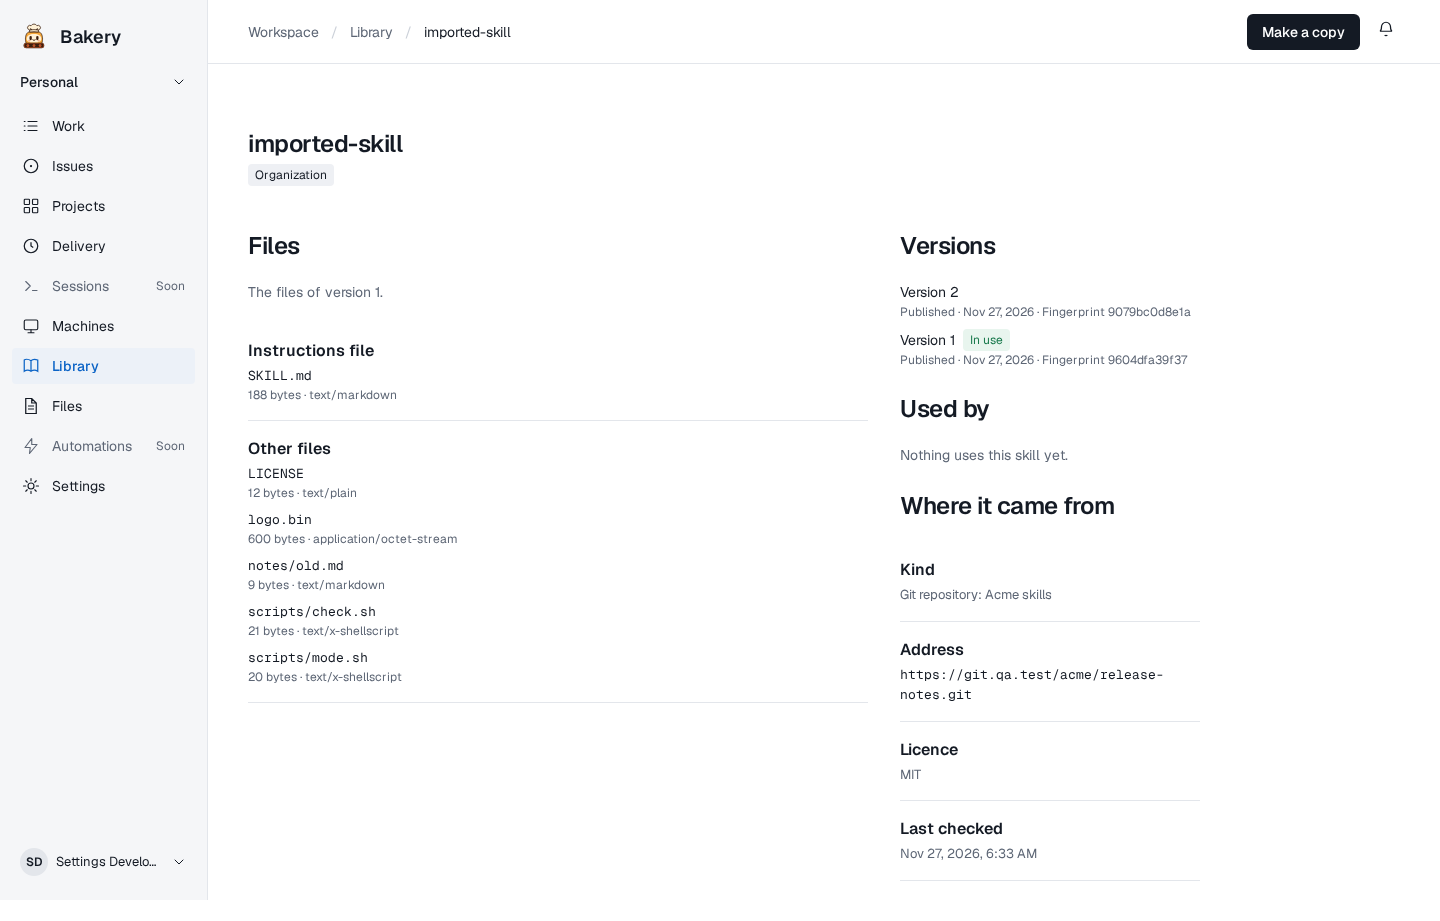 Bakery
Personal
Work
Issues
Projects
Delivery
Sessions Soon
Machines
Library
Files
Automations Soon
Settings
SD Settings Develo...
Workspace / Library / imported-skill
Make a copy
imported-skill
Organization
Files
The files of version 1.
Instructions file
SKILL.md
188 bytes · text/markdown
Other files
LICENSE
12 bytes · text/plain
logo.bin
600 bytes · application/octet-stream
notes/old.md
9 bytes · text/markdown
scripts/check.sh
21 bytes · text/x-shellscript
scripts/mode.sh
20 bytes · text/x-shellscript
Versions
Version 2
Published · Nov 27, 2026 · Fingerprint 9079bc0d8e1a
Version 1 In use
Published · Nov 27, 2026 · Fingerprint 9604dfa39f37
Used by
Nothing uses this skill yet.
Where it came from
Kind
Git repository: Acme skills
Address
https://git.qa.test/acme/release-
notes.git
Licence
MIT
Last checked
Nov 27, 2026, 6:33 AM